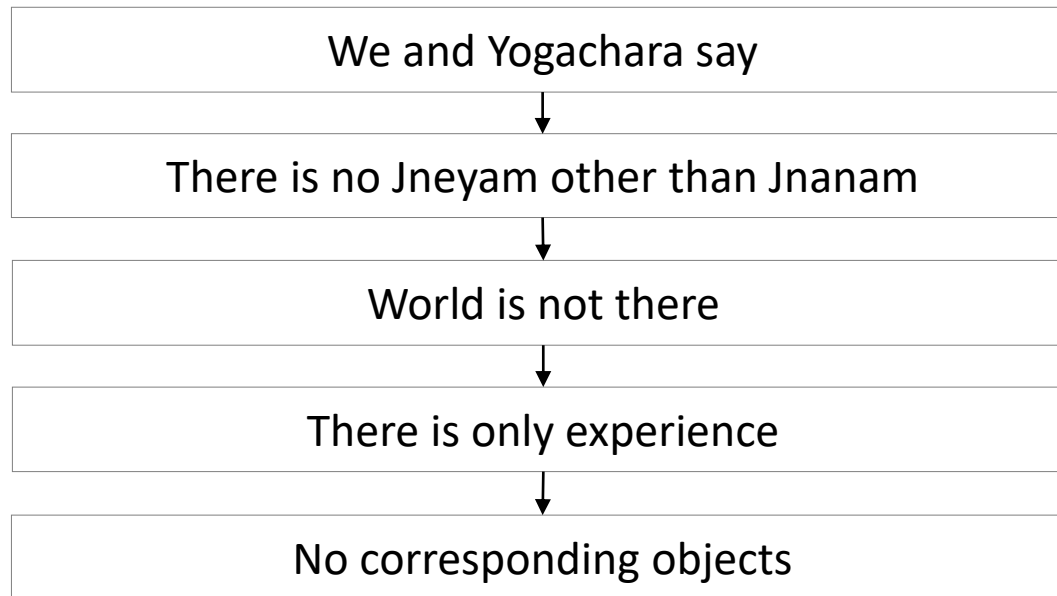 We and Yogachara say
There is no Jneyam other than Jnanam
World is not there
There is only experience
No corresponding objects